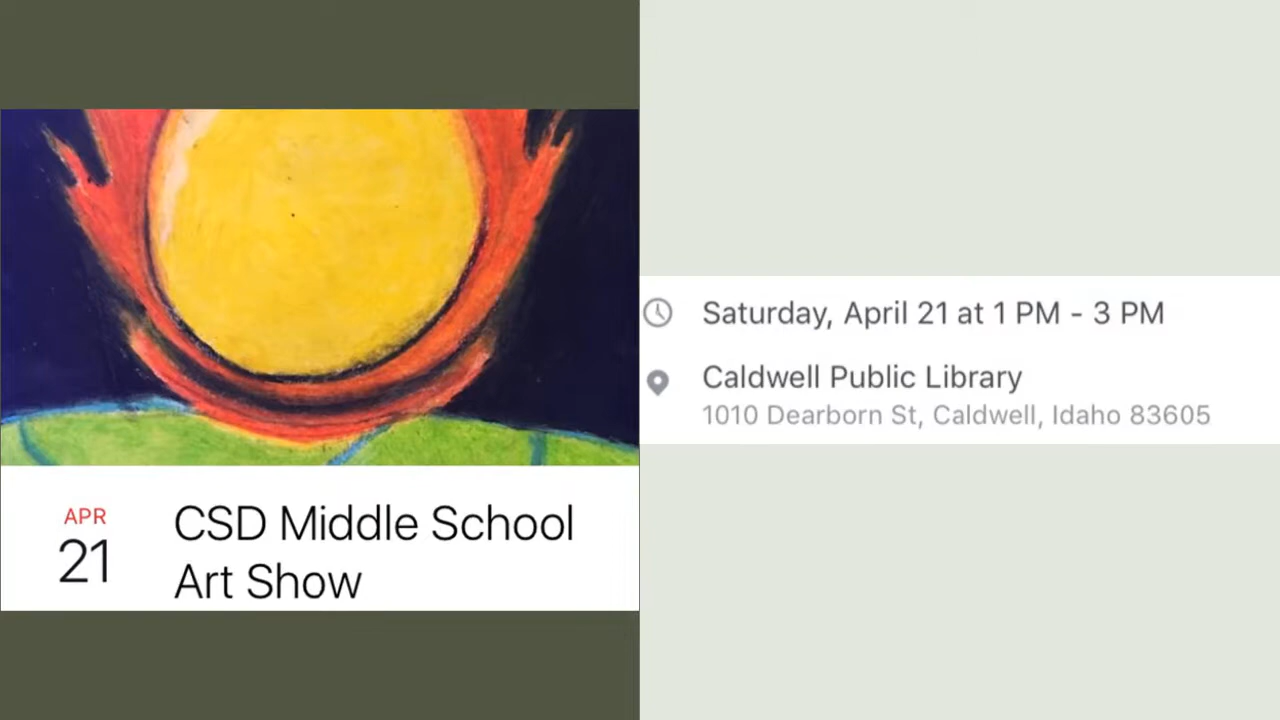 APR
21
CSD Middle School
Art Show
Saturday, April 21 at 1 PM - 3 PM
Caldwell Public Library
1010 Dearborn St, Caldwell, Idaho 83605